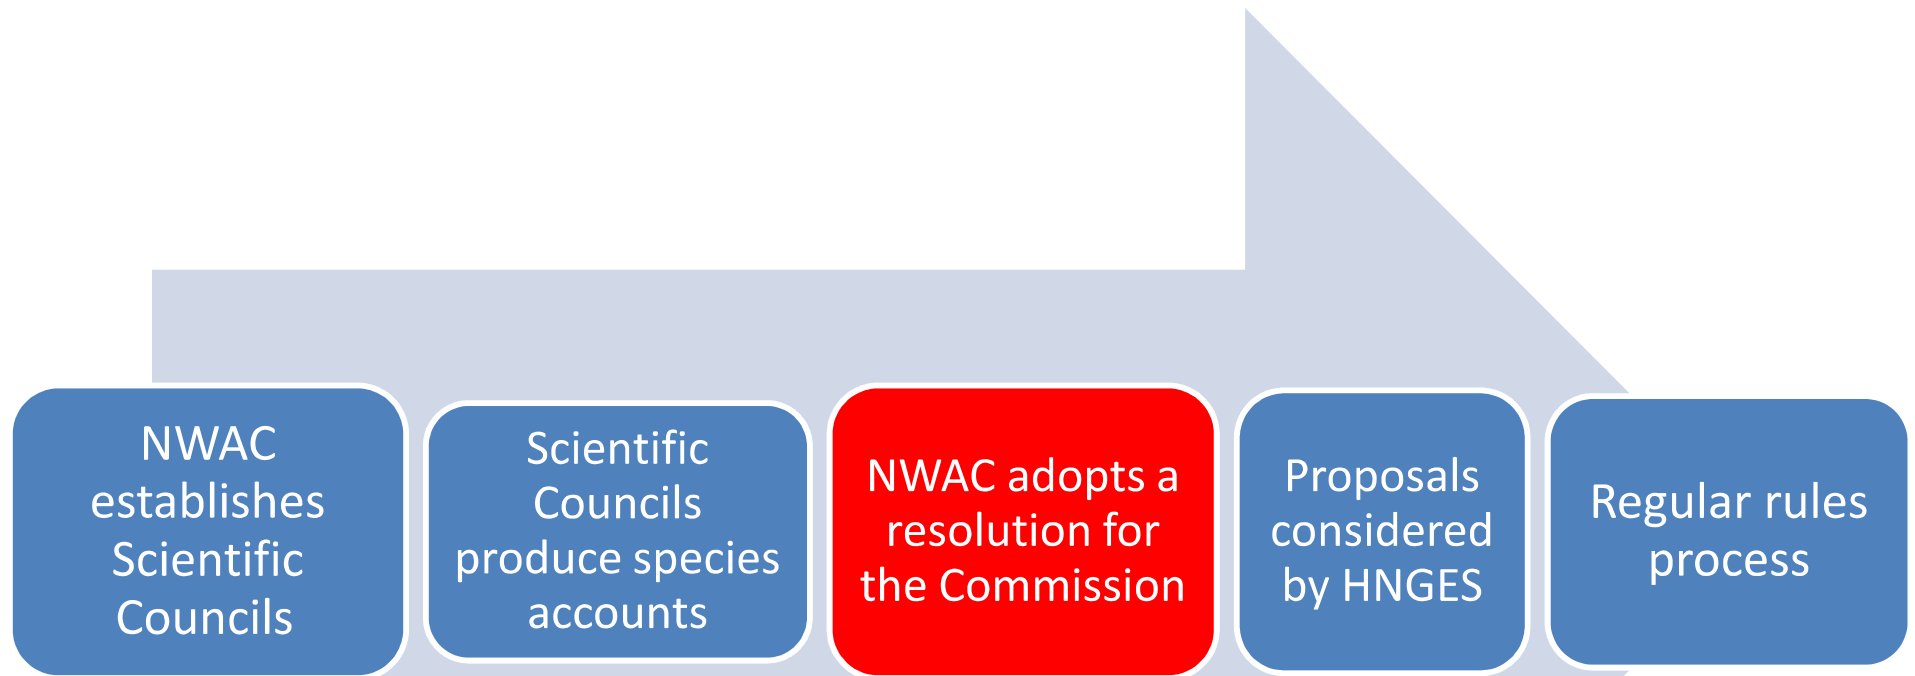 NWAC
establishes
Scientific
Councils
Scientific
Councils
produce species
accounts
NWAC adopts a
resolution for
the Commission
Proposals
considered
by HNGES
Regular rules
process